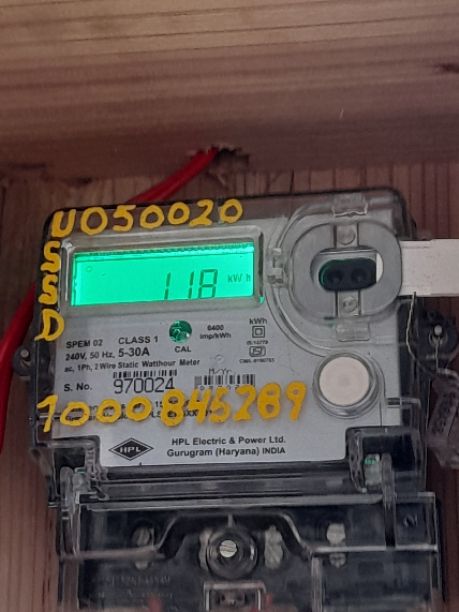 U050020
S
S
D
118 kW h
SPEM 02 CLASS 1
240V, 50 Hz, 5-30A
ac, 1Ph, 2 Wire Static Watthour Meter
CAL
6400
imp/kWh
kWh
S. No. 970024
M/Yr
1000845289
HPL
HPL Electric & Power Ltd.
Gurugram (Haryana) INDIA